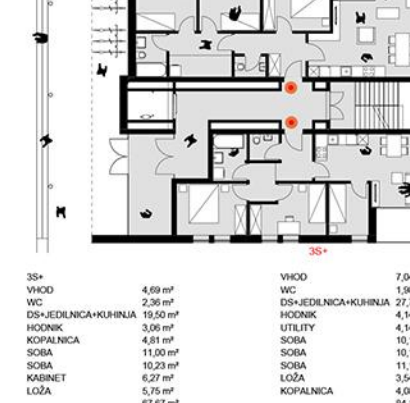 3S+
3S+
VHOD 4,69 m²
WC 2,36 m²
DS+JEDILNICA+KUHINJA 19,50 m²
HODNIK 3,06 m²
KOPALNICA 4,81 m²
SOBA 11,00 m²
SOBA 10,23 m²
KABINET 6,27 m²
LOŽA 5,75 m²
VHOD
WC
DS+JEDILNICA+KUHINJA
HODNIK
UTILITY
SOBA
SOBA
SOBA
LOŽA
KOPALNICA